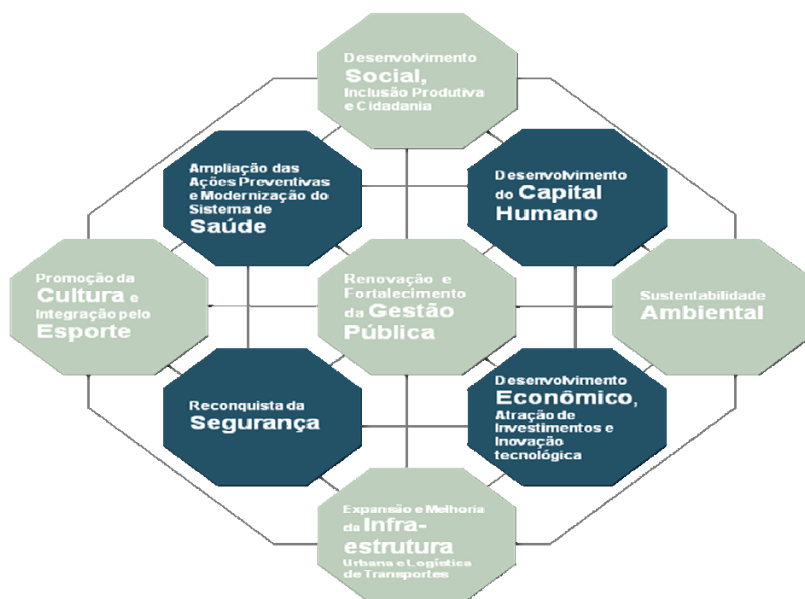 Desenvolvimento
Social,
Inclusão Produtiva
e Cidadania
Ampliação das
Ações Preventivas
e Modernização do
Sistema de
Saúde
Desenvolvimento
do Capital
Humano
Promoção da
Cultura e
Integração pelo
Esporte
Renovação e
Fortalecimento
da Gestão
Pública
Sustentabilidade
Ambiental
Reconquista da
Segurança
Desenvolvimento
Econômico,
Atração de
Investimentos e
Inovação
tecnológica
Expansão e Melhoria
da Infra-
estrutura
Urbana e Logística
de Transportes